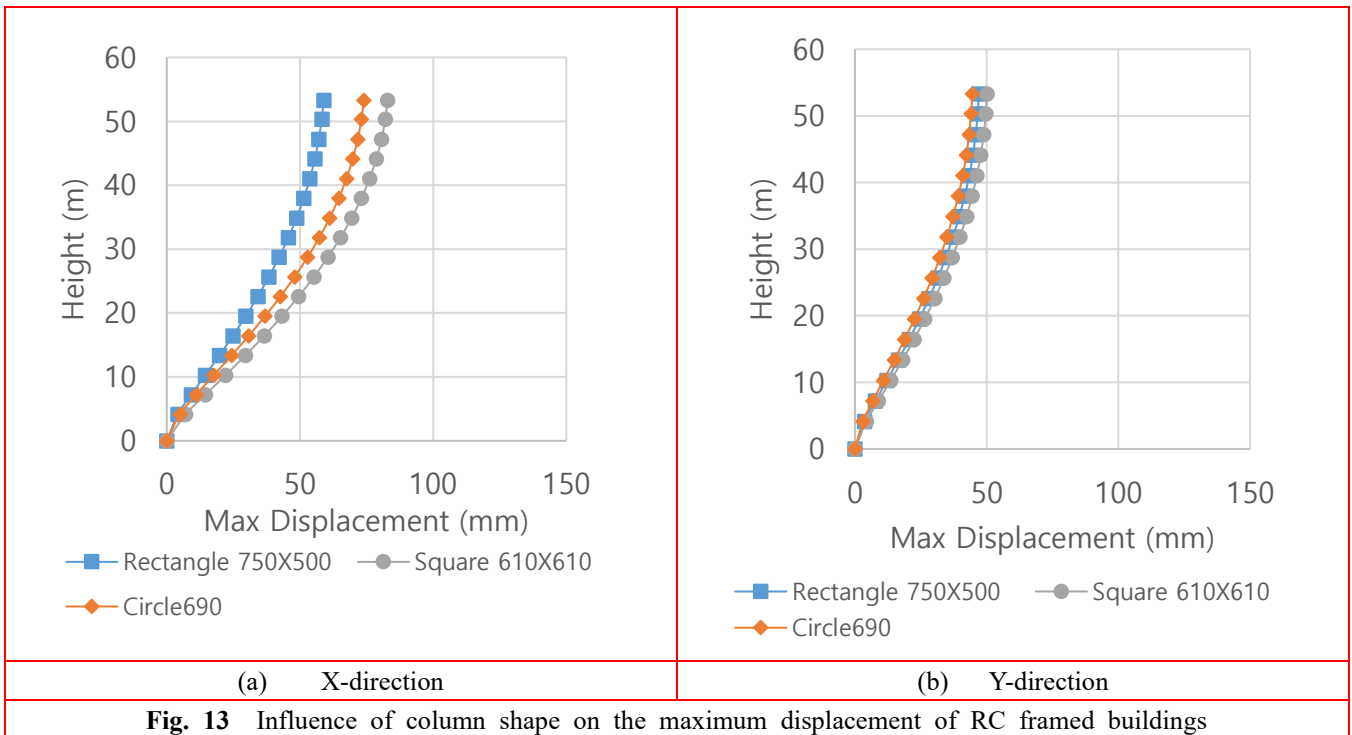 60
50
40
30
20
10
0
Height (m)
0 50 100 150
Max Displacement (mm)
Rectangle 750X500 Square 610X610
Circle690
(a) X-direction
60
50
40
30
20
10
0
Height (m)
0 50 100 150
Max Displacement (mm)
Rectangle 750X500 Square 610X610
Circle690
(b) Y-direction
Fig. 13 Influence of column shape on the maximum displacement of RC framed buildings